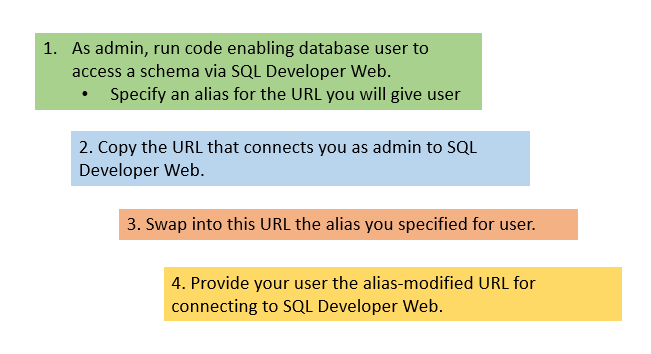 1. As admin, run code enabling database user to
access a schema via SQL Developer Web.
• Specify an alias for the URL you will give user
2. Copy the URL that connects you as admin to SQL
Developer Web.
3. Swap into this URL the alias you specified for user.
4. Provide your user the alias-modified URL for
connecting to SQL Developer Web.